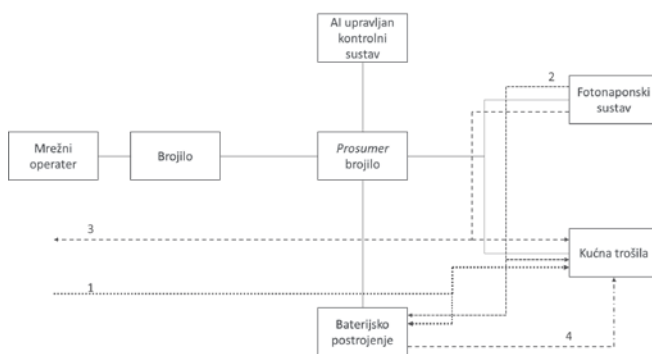 AI upravljan
kontrolni
sustav
2
Fotonaponski
sustav
Mrežni
operater
Brojilo
Prosumer
brojilo
3
Kućna trošila
1
Baterijsko
postrojenje
4